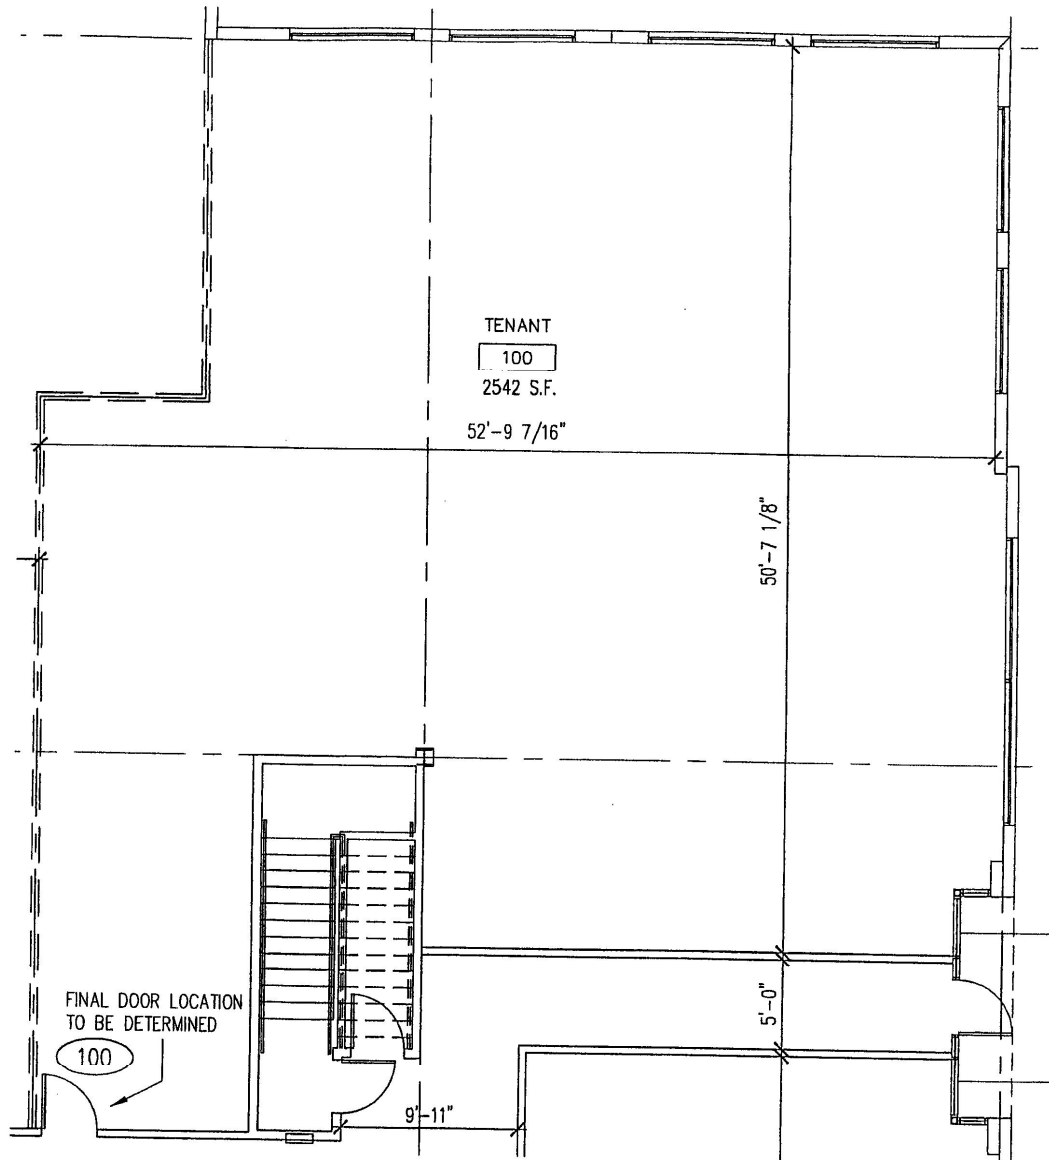 TENANT
100
2542 S.F.
52'-9 7/16"
50'-7 1/8"
FINAL DOOR LOCATION
TO BE DETERMINED
100
5'-0"
9'-11"